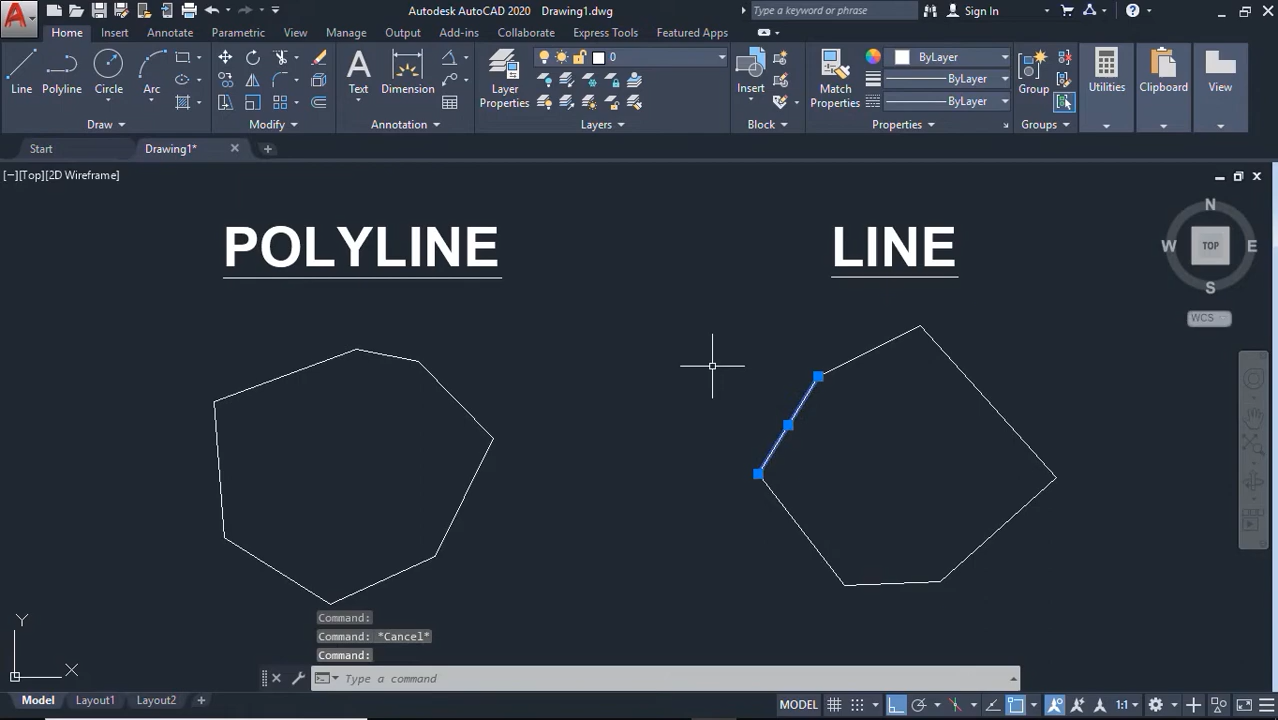 Autodesk AutoCAD 2020 Drawing1.dwg
Type a keyword or phrase
Sign In
Home Insert Annotate Parametric View Manage Output Add-ins Collaborate Express Tools Featured Apps
Line Polyline Circle Arc
Text Dimension
Layer Properties
0
Insert
Match Properties
ByLayer
ByLayer
ByLayer
Group
Utilities
Clipboard
View
Draw Modify Annotation Layers Block Properties Groups
Start Drawing1*
[−][Top][2D Wireframe]
N
W TOP E
S
WCS
POLYLINE LINE
Y
X
Command:
Command: *Cancel*
Command:
Type a command
Model Layout1 Layout2
MODEL
1:1